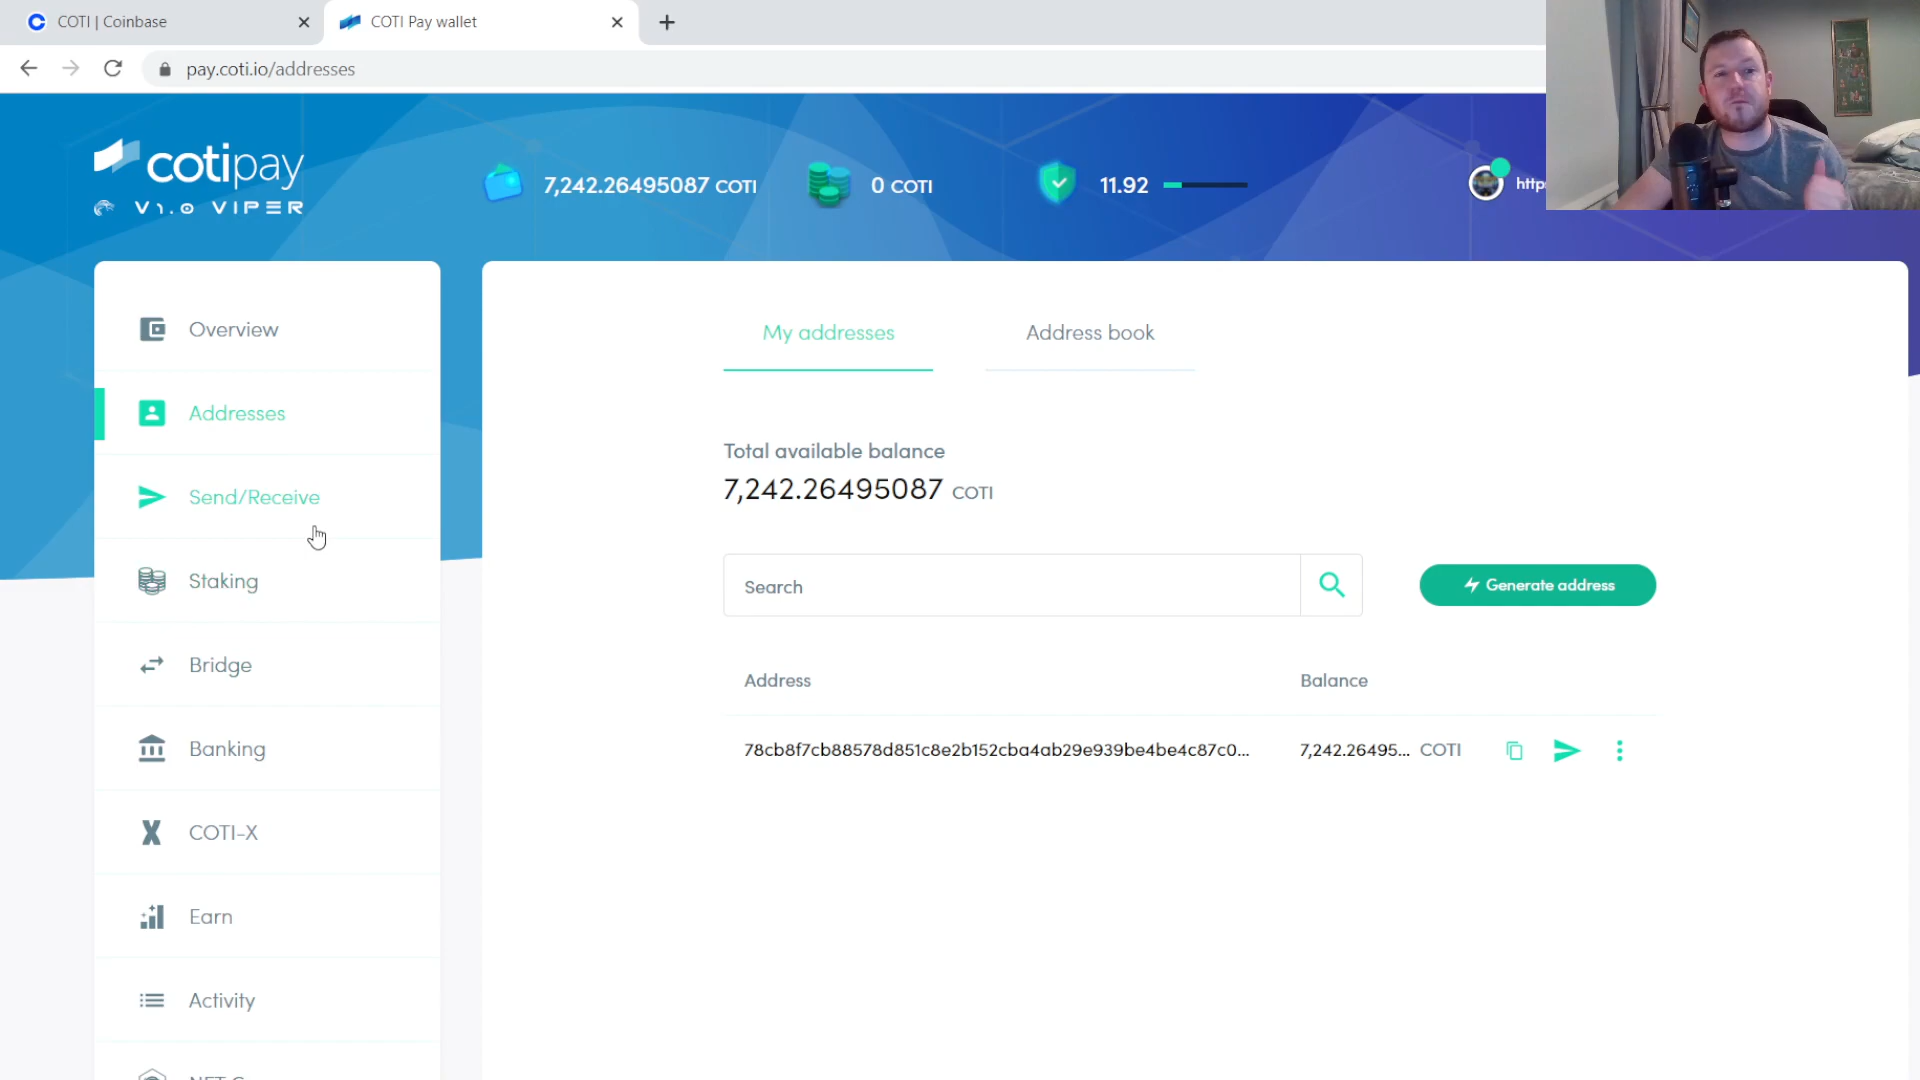 COTI | Coinbase
COTI Pay wallet
pay.coti.io/addresses
cotipay
V1.0 VIPER
7,242.26495087 COTI
0 COTI
11.92
http
Overview
Addresses
Send/Receive
Staking
Bridge
Banking
COTI-X
Earn
Activity
My addresses
Address book
Total available balance
7,242.26495087 COTI
Search
Generate address
Address
Balance
78cb8f7cb88578d851c8e2b152cba4ab29e939be4be4c87c0...
7,242.26495... COTI